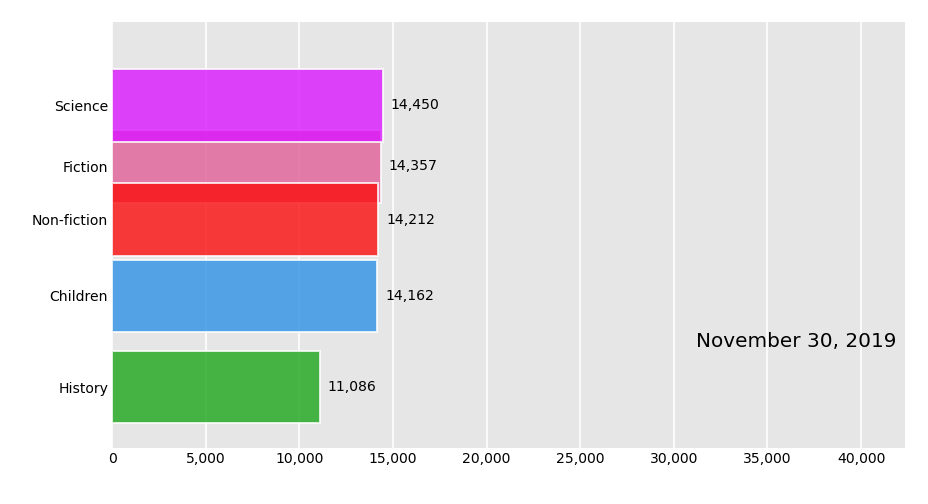 Science 14,450
Fiction 14,357
Non-fiction 14,212
Children 14,162
November 30, 2019
History 11,086
0 5,000 10,000 15,000 20,000 25,000 30,000 35,000 40,000